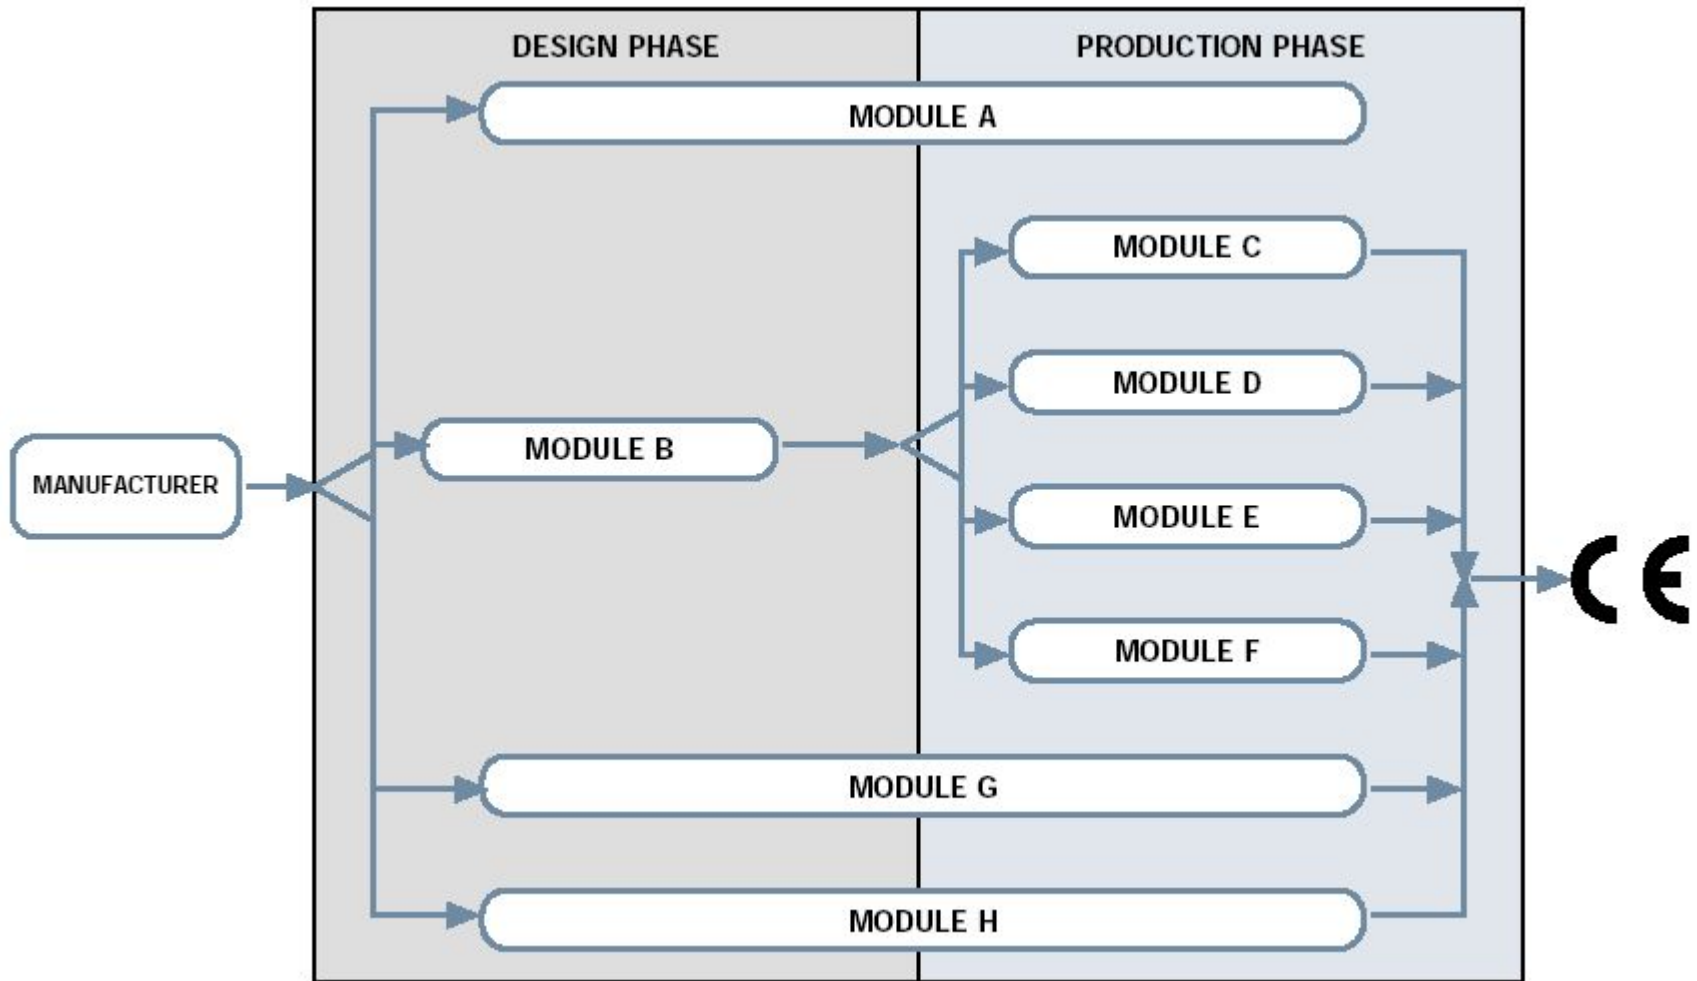 DESIGN PHASE
PRODUCTION PHASE
MODULE A
MODULE C
MODULE D
MODULE B
MANUFACTURER
MODULE E
CE
MODULE F
MODULE G
MODULE H